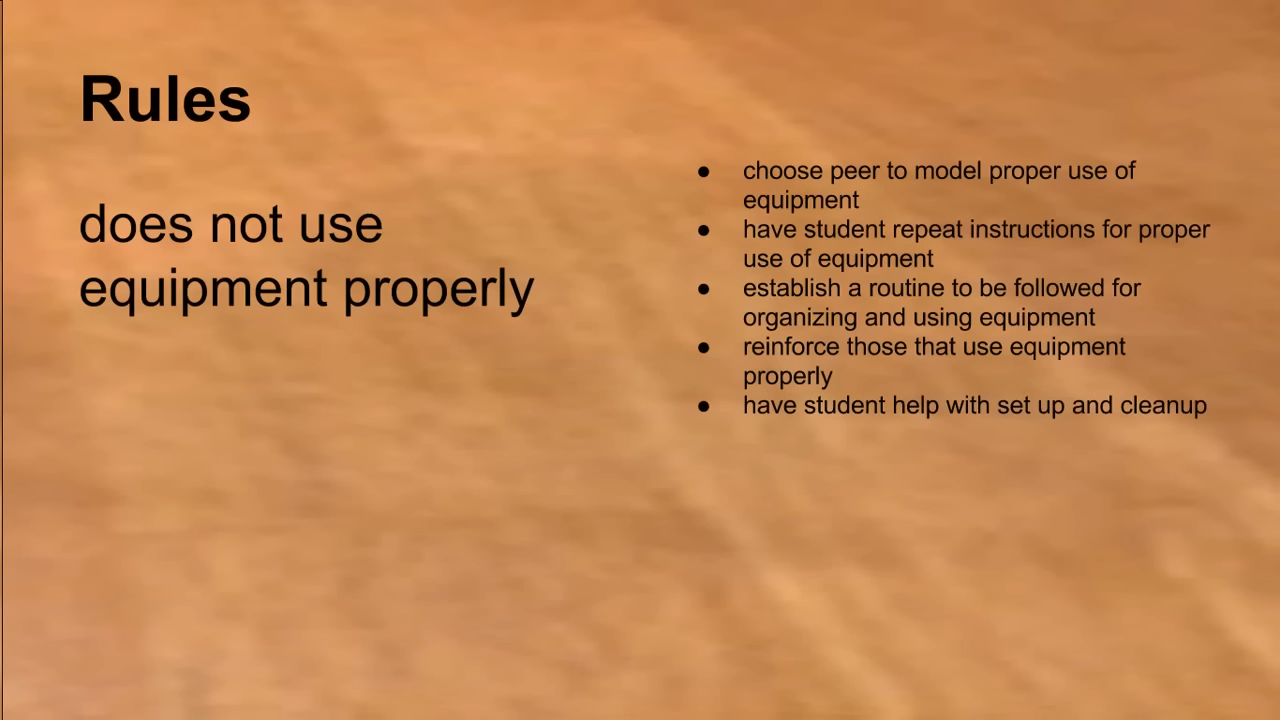 Rules
does not use
equipment properly
● choose peer to model proper use of
equipment
● have student repeat instructions for proper
use of equipment
● establish a routine to be followed for
organizing and using equipment
● reinforce those that use equipment
properly
● have student help with set up and cleanup